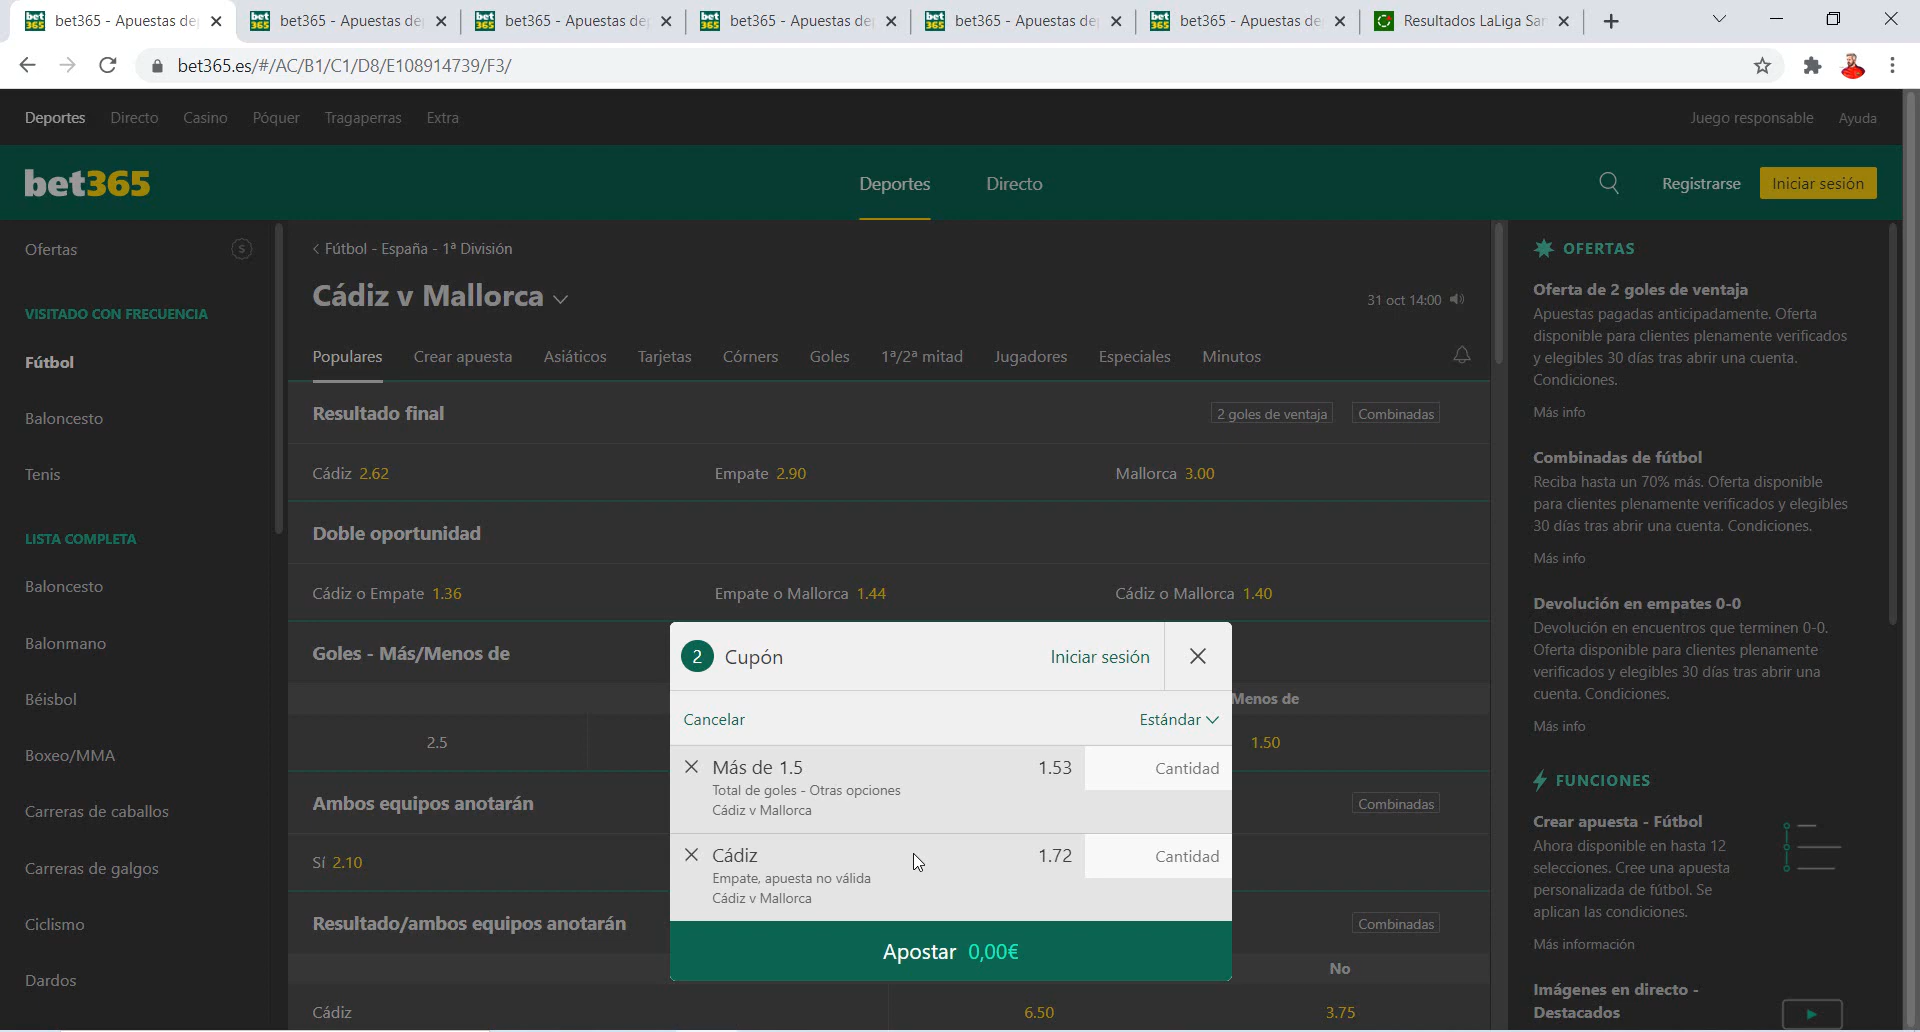 bet365 - Apuestas de
bet365 - Apuestas de
bet365 - Apuestas de
bet365 - Apuestas de
bet365 - Apuestas de
bet365 - Apuestas de
Resultados LaLiga San
bet365.es/#/AC/B1/C1/D8/E108914739/F3/
Deportes Directo Casino Póquer Tragaperras Extra
Juego responsable Ayuda
bet365
Deportes Directo
Registrarse Iniciar sesión
Ofertas
VISITADO CON FRECUENCIA
Fútbol
Baloncesto
Tenis
LISTA COMPLETA
Baloncesto
Balonmano
Béisbol
Boxeo/MMA
Carreras de caballos
Carreras de galgos
Ciclismo
Dardos
Fútbol - España - 1ª División
Cádiz v Mallorca
31 oct 14:00
Populares Crear apuesta Asiáticos Tarjetas Córners Goles 1ª/2ª mitad Jugadores Especiales Minutos
Resultado final 2 goles de ventaja Combinadas
Cádiz 2.62 Empate 2.90 Mallorca 3.00
Doble oportunidad
Cádiz o Empate 1.36 Empate o Mallorca 1.44 Cádiz o Mallorca 1.40
Goles - Más/Menos de
Menos de
2.5 1.50
Ambos equipos anotarán Combinadas
Sí 2.10
Resultado/ambos equipos anotarán Combinadas
No
Cádiz 6.50 3.75
2 Cupón Iniciar sesión
Cancelar Estándar
Más de 1.5 1.53 Cantidad
Total de goles - Otras opciones
Cádiz v Mallorca
Cádiz 1.72 Cantidad
Empate, apuesta no válida
Cádiz v Mallorca
Apostar 0,00€
OFERTAS
Oferta de 2 goles de ventaja
Apuestas pagadas anticipadamente. Oferta
disponible para clientes plenamente verificados
y elegibles 30 días tras abrir una cuenta.
Condiciones.
Más info
Combinadas de fútbol
Reciba hasta un 70% más. Oferta disponible
para clientes plenamente verificados y elegibles
30 días tras abrir una cuenta. Condiciones.
Más info
Devolución en empates 0-0
Devolución en encuentros que terminen 0-0.
Oferta disponible para clientes plenamente
verificados y elegibles 30 días tras abrir una
cuenta. Condiciones.
Más info
FUNCIONES
Crear apuesta - Fútbol
Ahora disponible en hasta 12
selecciones. Cree una apuesta
personalizada de fútbol. Se
aplican las condiciones.
Más información
Imágenes en directo -
Destacados